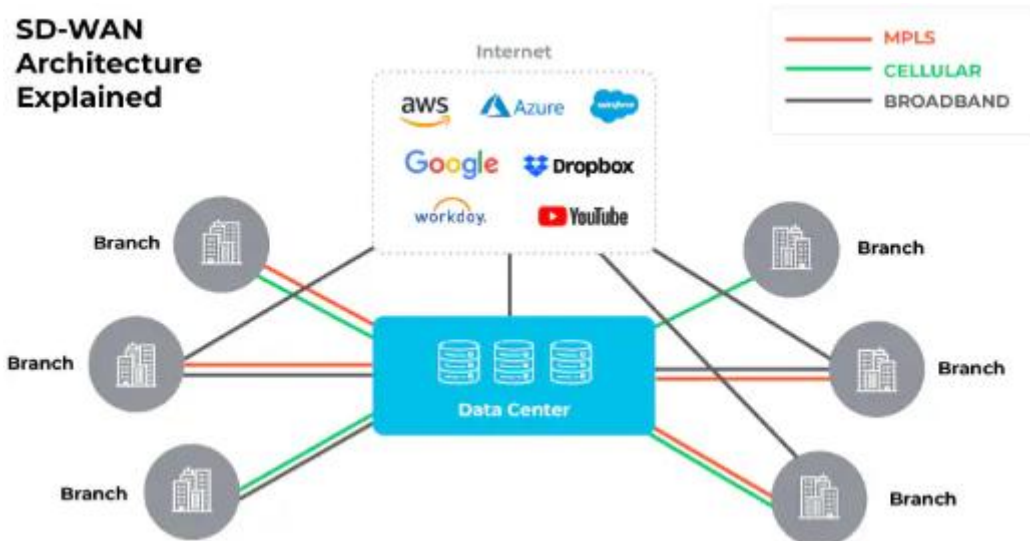 SD-WAN
Architecture
Explained
Internet
aws
Azure
salesforce
Google
Dropbox
workday.
YouTube
MPLS
CELLULAR
BROADBAND
Branch
Branch
Branch
Data Center
Branch
Branch
Branch